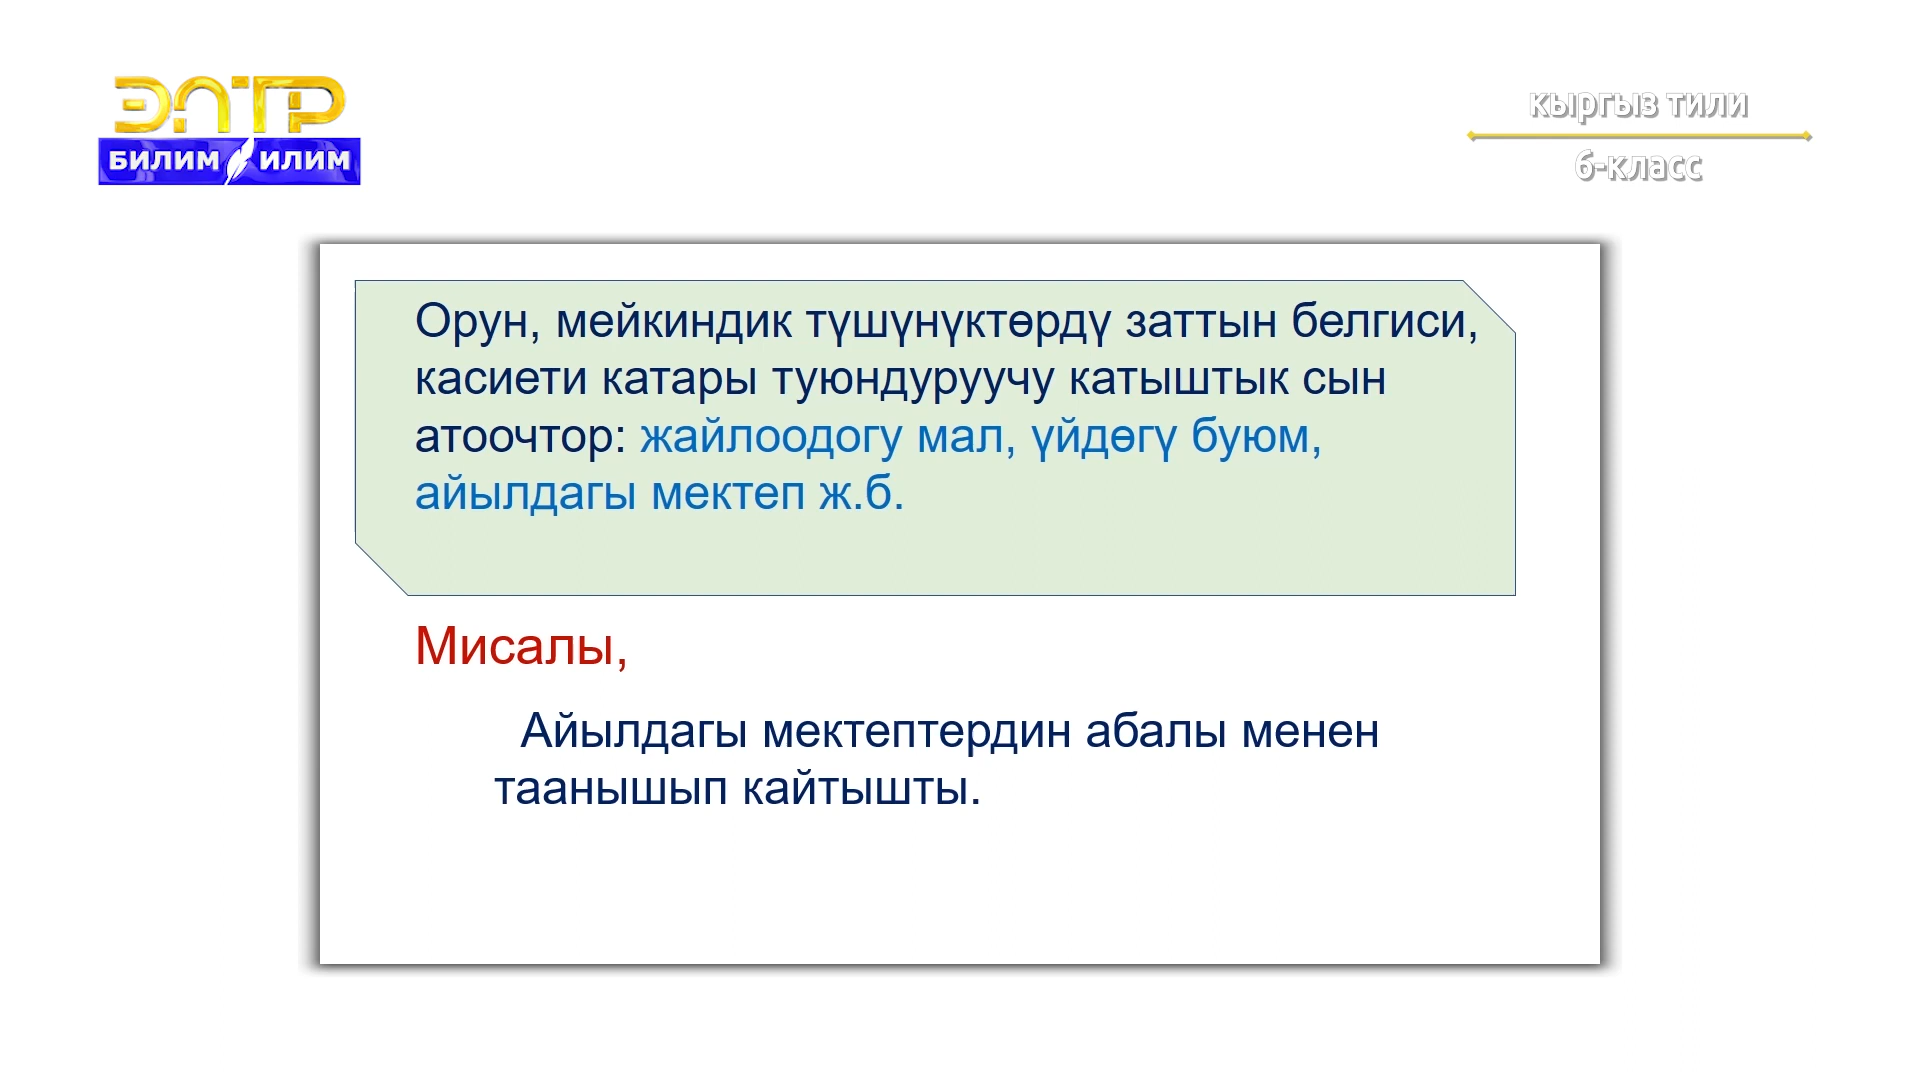 ЭЛТР
БИЛИМ ИЛИМ
кыргыз тили
6-класс
Орун, мейкиндик түшүнүктөрдү заттын белгиси,
касиети катары туюндуруучу катыштык сын
атоочтор: жайлоодогу мал, үйдөгү буюм,
айылдагы мектеп ж.б.
Мисалы,
Айылдагы мектептердин абалы менен
таанышып кайтышты.